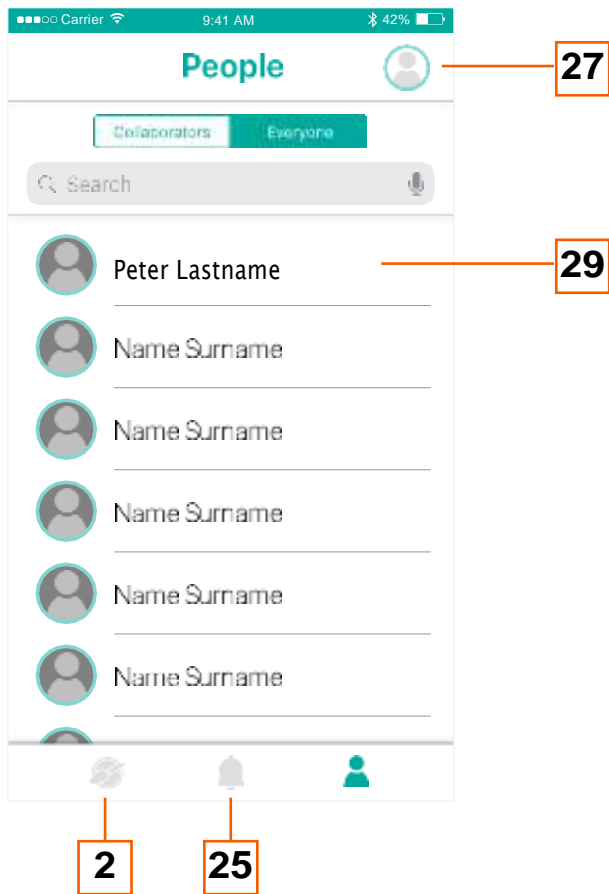 Carrier 9:41 AM 42%
People
27
Collaborators Everyone
Search
29
Peter Lastname
Name Surname
Name Surname
Name Surname
Name Surname
Name Surname
2 25